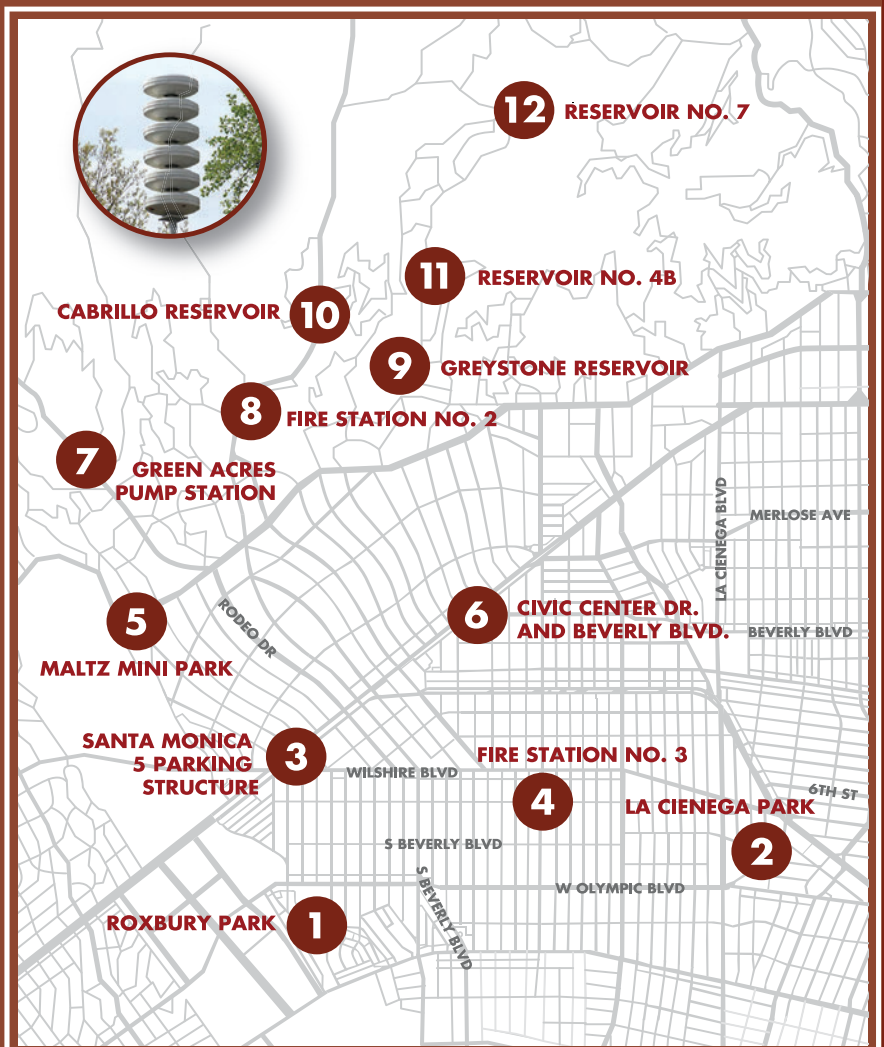 12
RESERVOIR NO. 7
11
RESERVOIR NO. 4B
CABRILLO RESERVOIR
10
9
GREYSTONE RESERVOIR
8
FIRE STATION NO. 2
7
GREEN ACRES
PUMP STATION
LA CIENEGA BLVD
MERLOSE AVE
5
MALTZ MINI PARK
RODEO DR
6
CIVIC CENTER DR.
AND BEVERLY BLVD.
BEVERLY BLVD
SANTA MONICA
5 PARKING
STRUCTURE
3
WILSHIRE BLVD
FIRE STATION NO. 3
4
6TH ST
LA CIENEGA PARK
2
S BEVERLY BLVD
S BEVERLY BLVD
W OLYMPIC BLVD
ROXBURY PARK
1